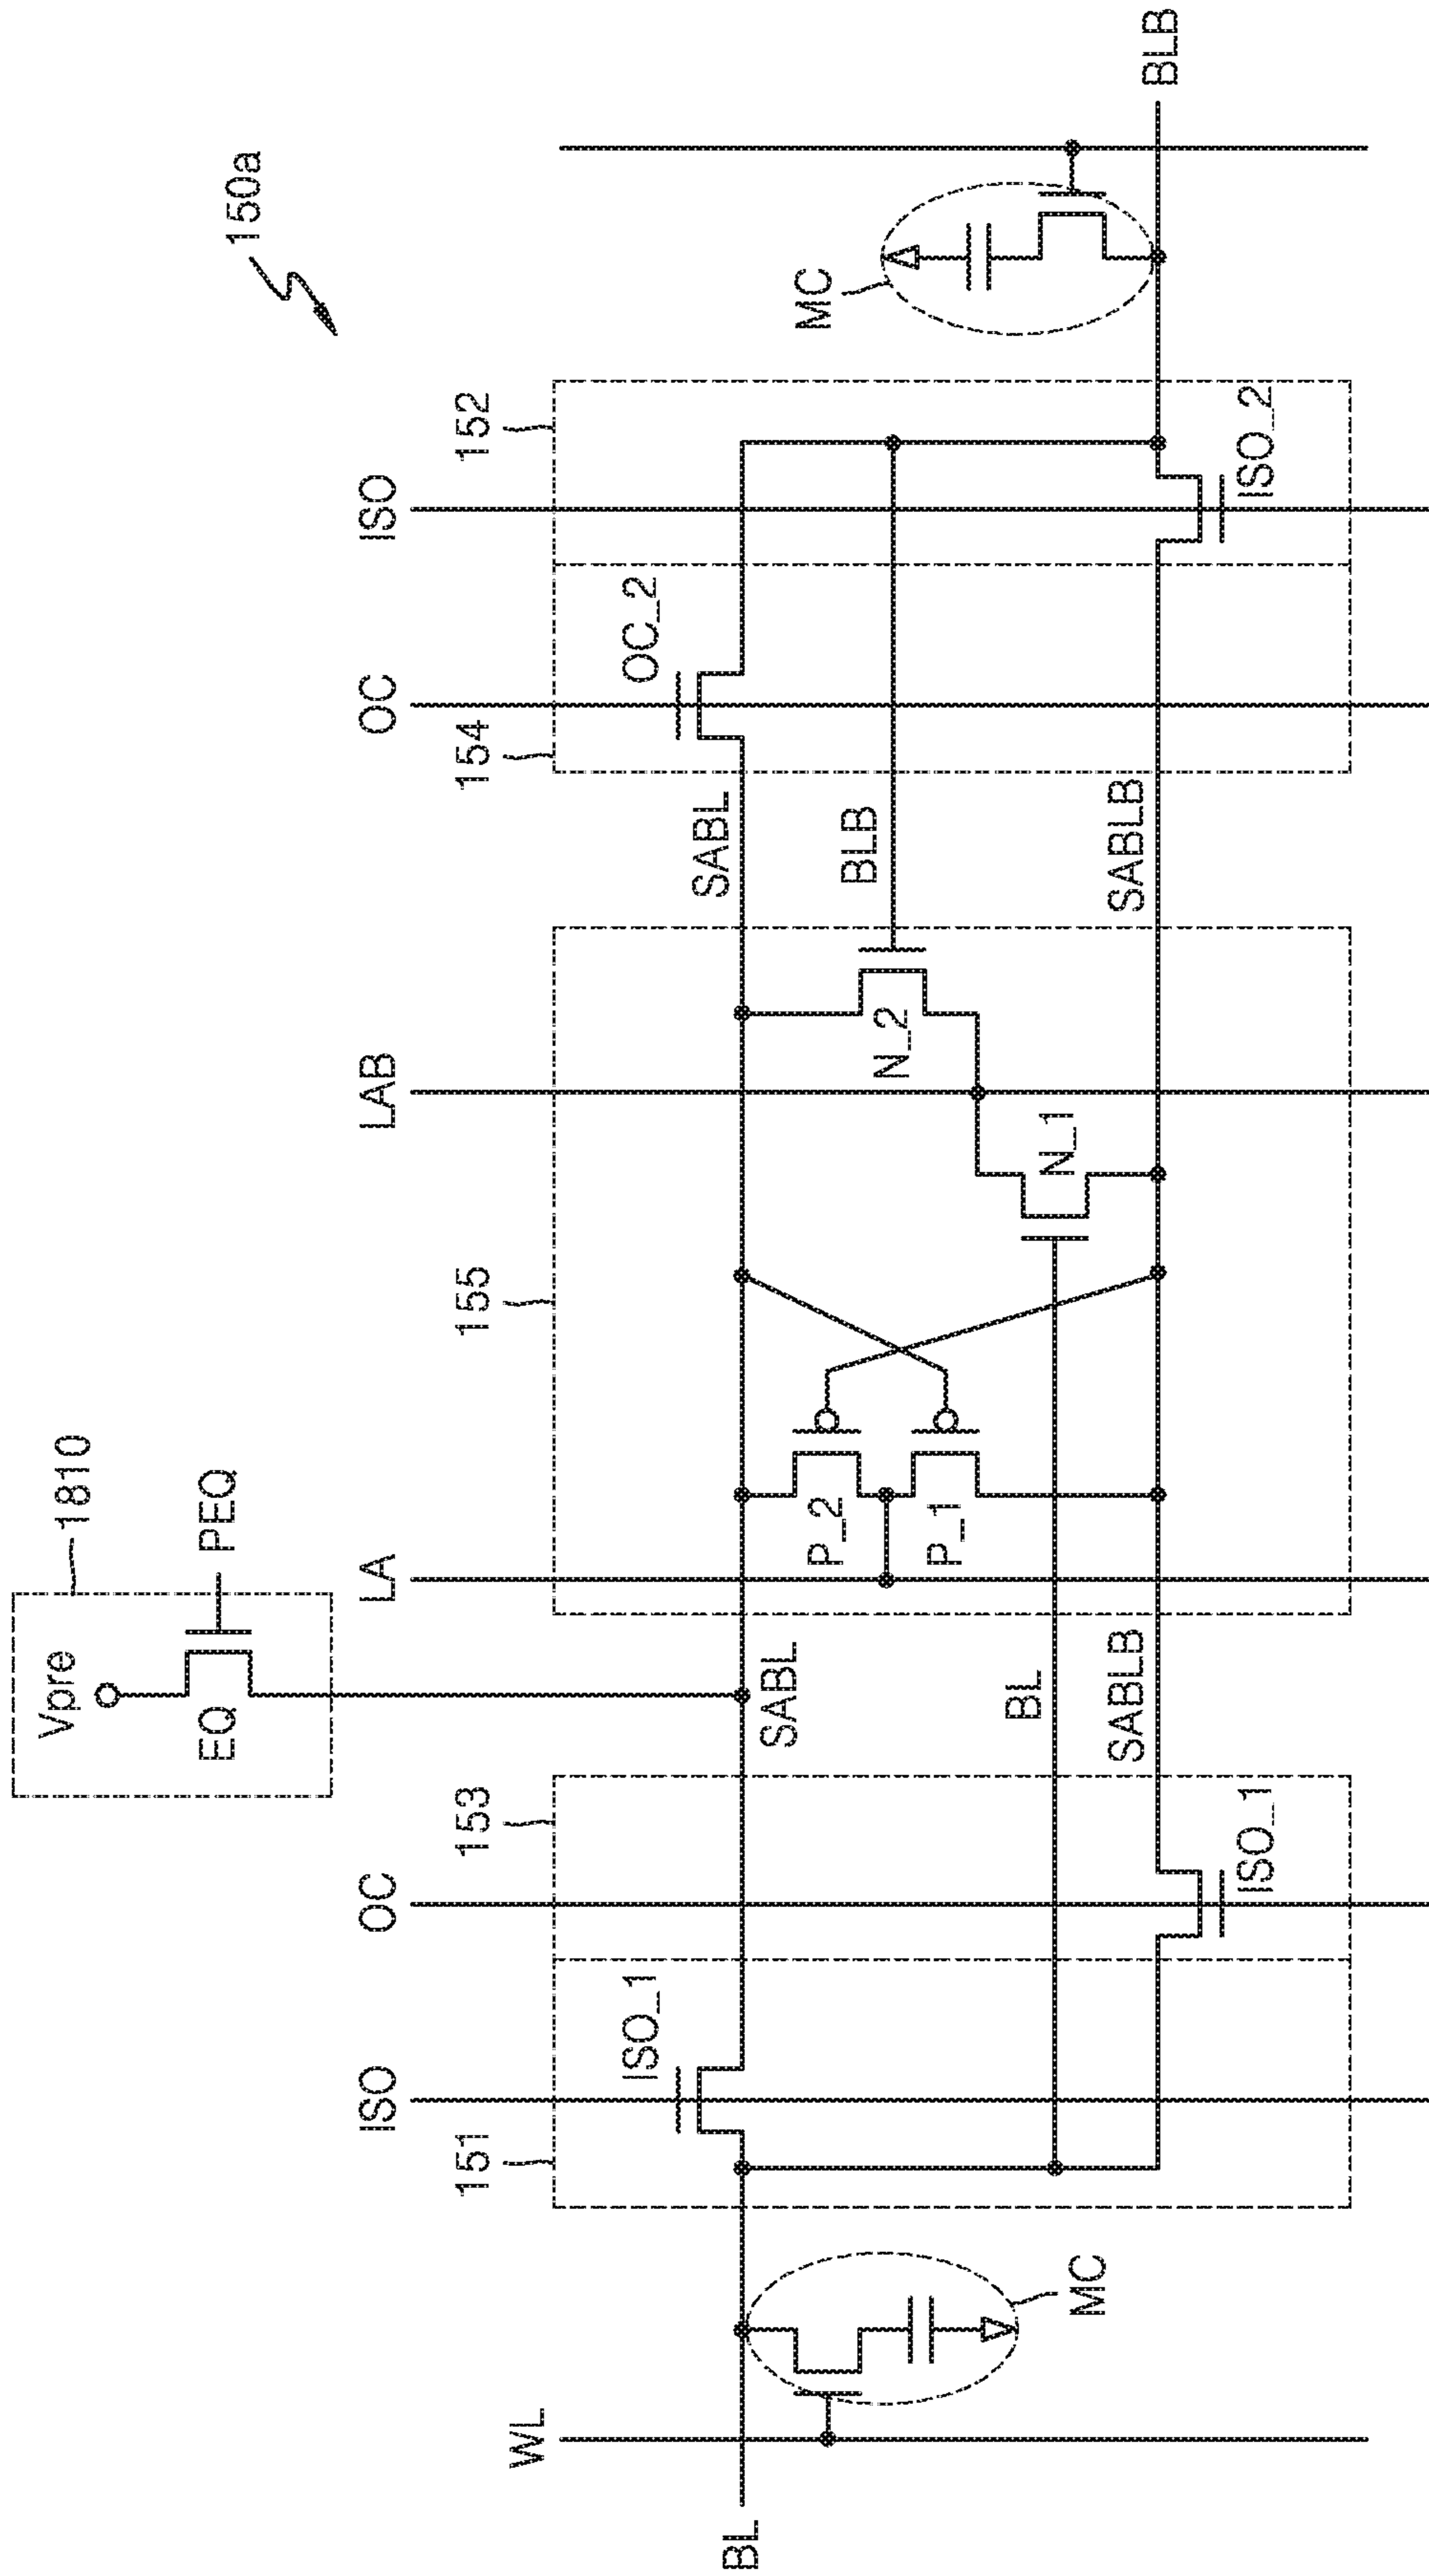 150a
1810
Vpre
EQ
PEQ
ISO
OC
LA
LAB
OC
ISO
151
153
155
154
152
WL
ISO_1
OC_2
SABL
SABL
MC
P_2
P_1
N_2
BLB
BL
N_1
SABLB
SABLB
ISO_1
ISO_2
BL
MC
BLB